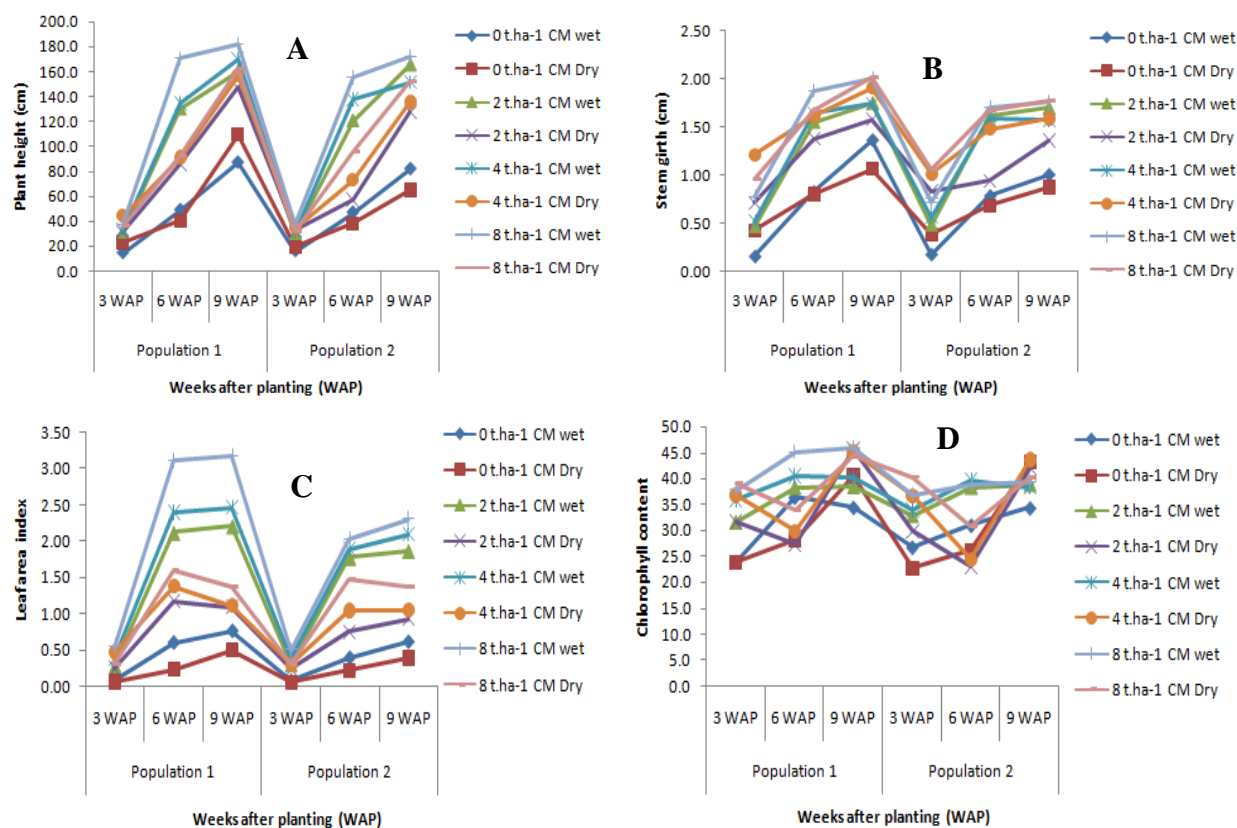 A
Plant height (cm)
200.0
180.0
160.0
140.0
120.0
100.0
80.0
60.0
40.0
20.0
0.0
3 WAP 6 WAP 9 WAP 3 WAP 6 WAP 9 WAP
Population 1 Population 2
Weeks after planting (WAP)
0 t.ha-1 CM wet
0 t.ha-1 CM Dry
2 t.ha-1 CM wet
2 t.ha-1 CM Dry
4 t.ha-1 CM wet
4 t.ha-1 CM Dry
8 t.ha-1 CM wet
8 t.ha-1 CM Dry
B
Stem girth (cm)
2.50
2.00
1.50
1.00
0.50
0.00
3 WAP 6 WAP 9 WAP 3 WAP 6 WAP 9 WAP
Population 1 Population 2
Weeks after planting (WAP)
0 t.ha-1 CM wet
0 t.ha-1 CM Dry
2 t.ha-1 CM wet
2 t.ha-1 CM Dry
4 t.ha-1 CM wet
4 t.ha-1 CM Dry
8 t.ha-1 CM wet
8 t.ha-1 CM Dry
C
Leaf area index
3.50
3.00
2.50
2.00
1.50
1.00
0.50
0.00
3 WAP 6 WAP 9 WAP 3 WAP 6 WAP 9 WAP
Population 1 Population 2
Weeks after planting (WAP)
0 t.ha-1 CM wet
0 t.ha-1 CM Dry
2 t.ha-1 CM wet
2 t.ha-1 CM Dry
4 t.ha-1 CM wet
4 t.ha-1 CM Dry
8 t.ha-1 CM wet
8 t.ha-1 CM Dry
D
Chlorophyll content
50.0
45.0
40.0
35.0
30.0
25.0
20.0
15.0
10.0
5.0
0.0
3 WAP 6 WAP 9 WAP 3 WAP 6 WAP 9 WAP
Population 1 Population 2
Weeks after planting (WAP)
0 t.ha-1 CM wet
0 t.ha-1 CM Dry
2 t.ha-1 CM wet
2 t.ha-1 CM Dry
4 t.ha-1 CM wet
4 t.ha-1 CM Dry
8 t.ha-1 CM wet
8 t.ha-1 CM Dry